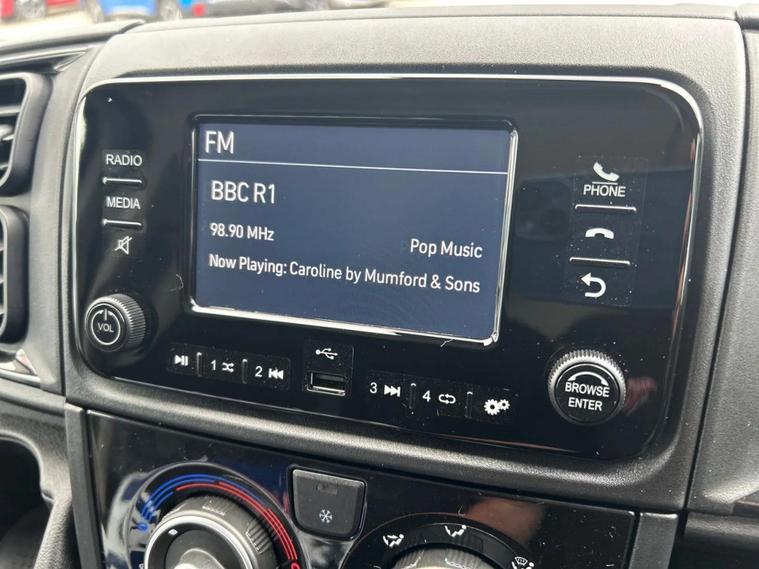 FM
BBC R1
98.90 MHz
Pop Music
Now Playing: Caroline by Mumford & Sons
RADIO
MEDIA
VOL
PHONE
1
2
3
4
BROWSE
ENTER